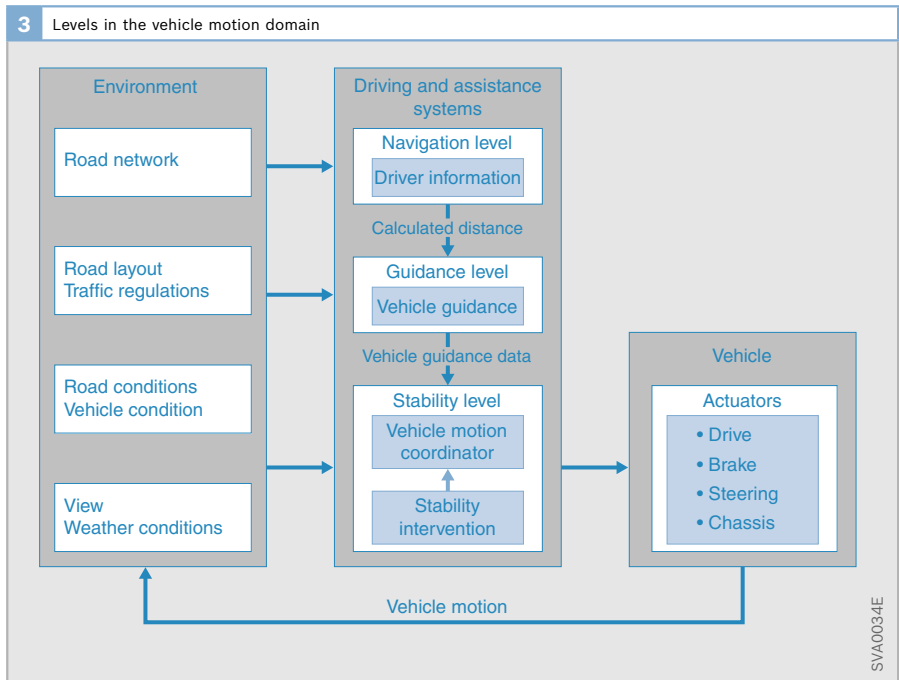 3 Levels in the vehicle motion domain
Environment
Road network
Road layout
Traffic regulations
Road conditions
Vehicle condition
View
Weather conditions
Driving and assistance
systems
Navigation level
Driver information
Calculated distance
Guidance level
Vehicle guidance
Vehicle guidance data
Stability level
Vehicle motion
coordinator
Stability
intervention
Vehicle
Actuators
• Drive
• Brake
• Steering
• Chassis
Vehicle motion
SVA0034E